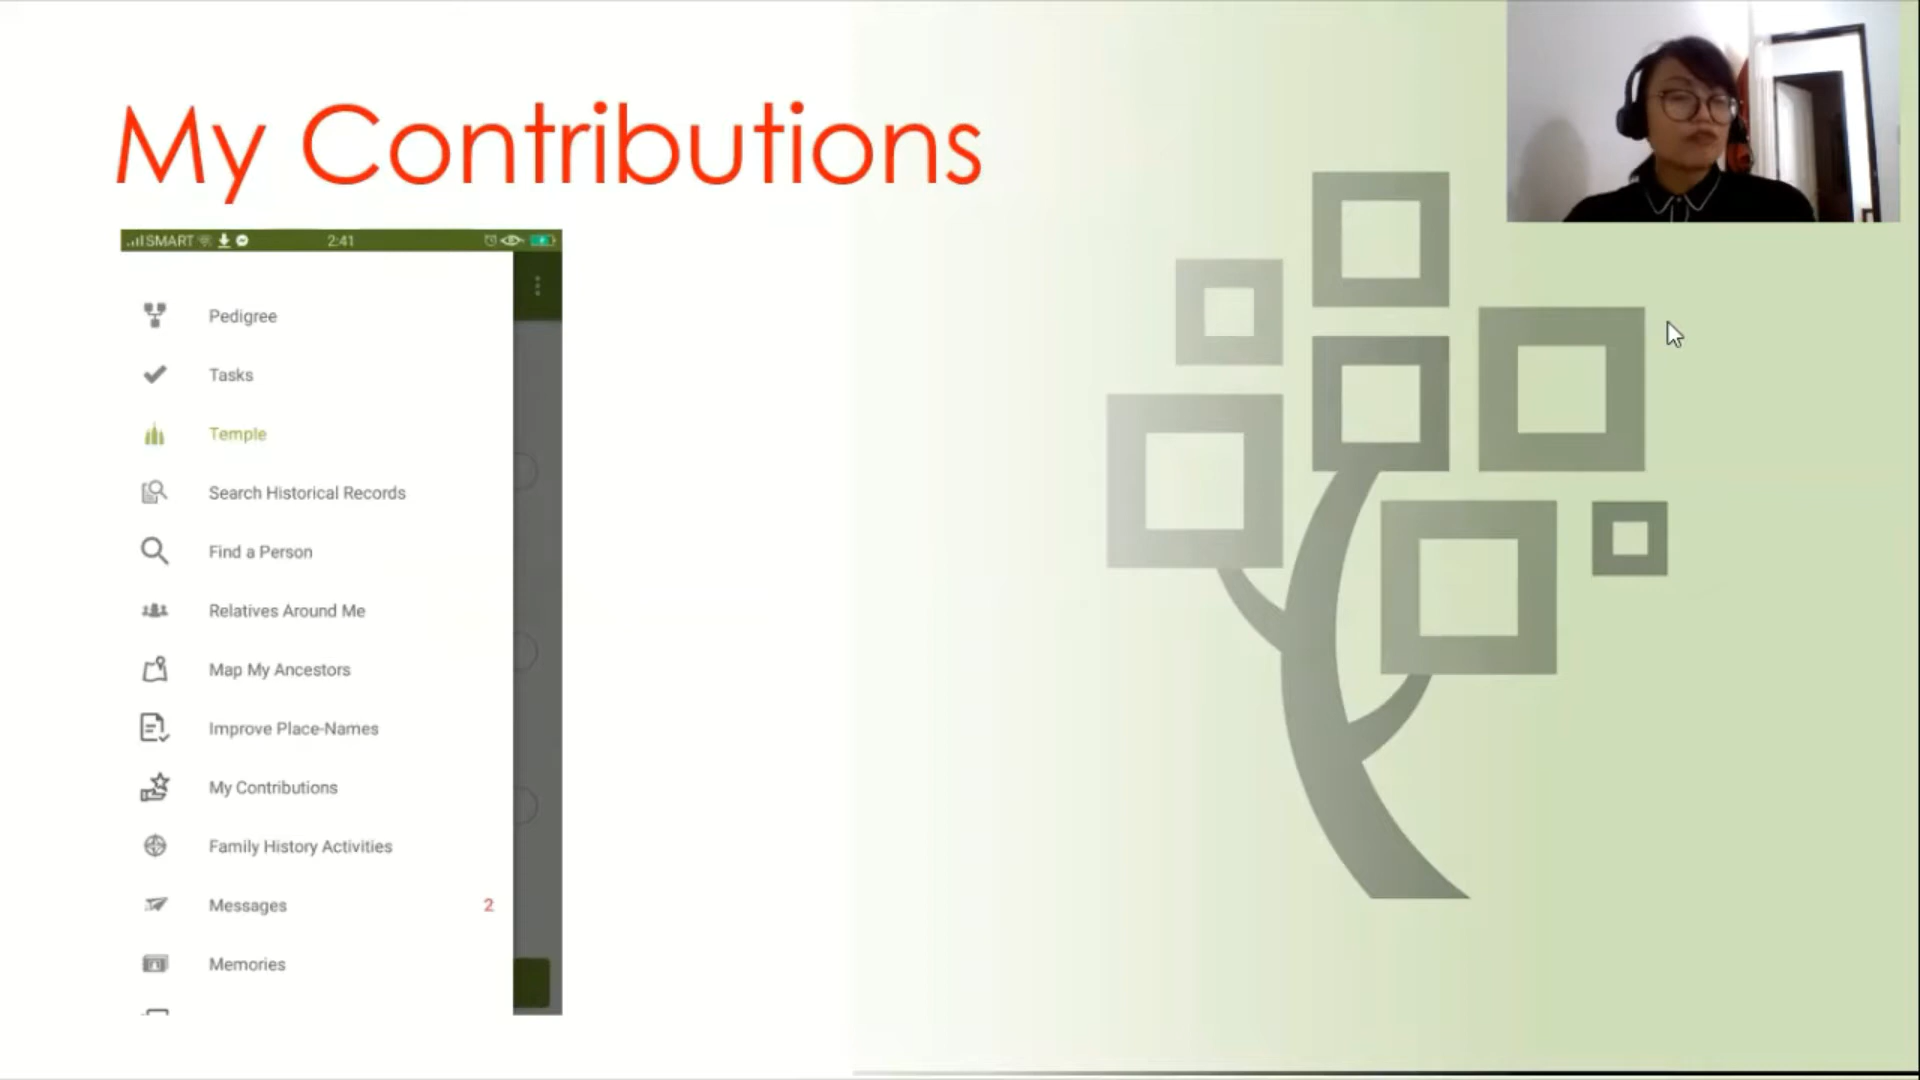 My Contributions
SMART 2:41
Pedigree
Tasks
Temple
Search Historical Records
Find a Person
Relatives Around Me
Map My Ancestors
Improve Place-Names
My Contributions
Family History Activities
Messages 2
Memories